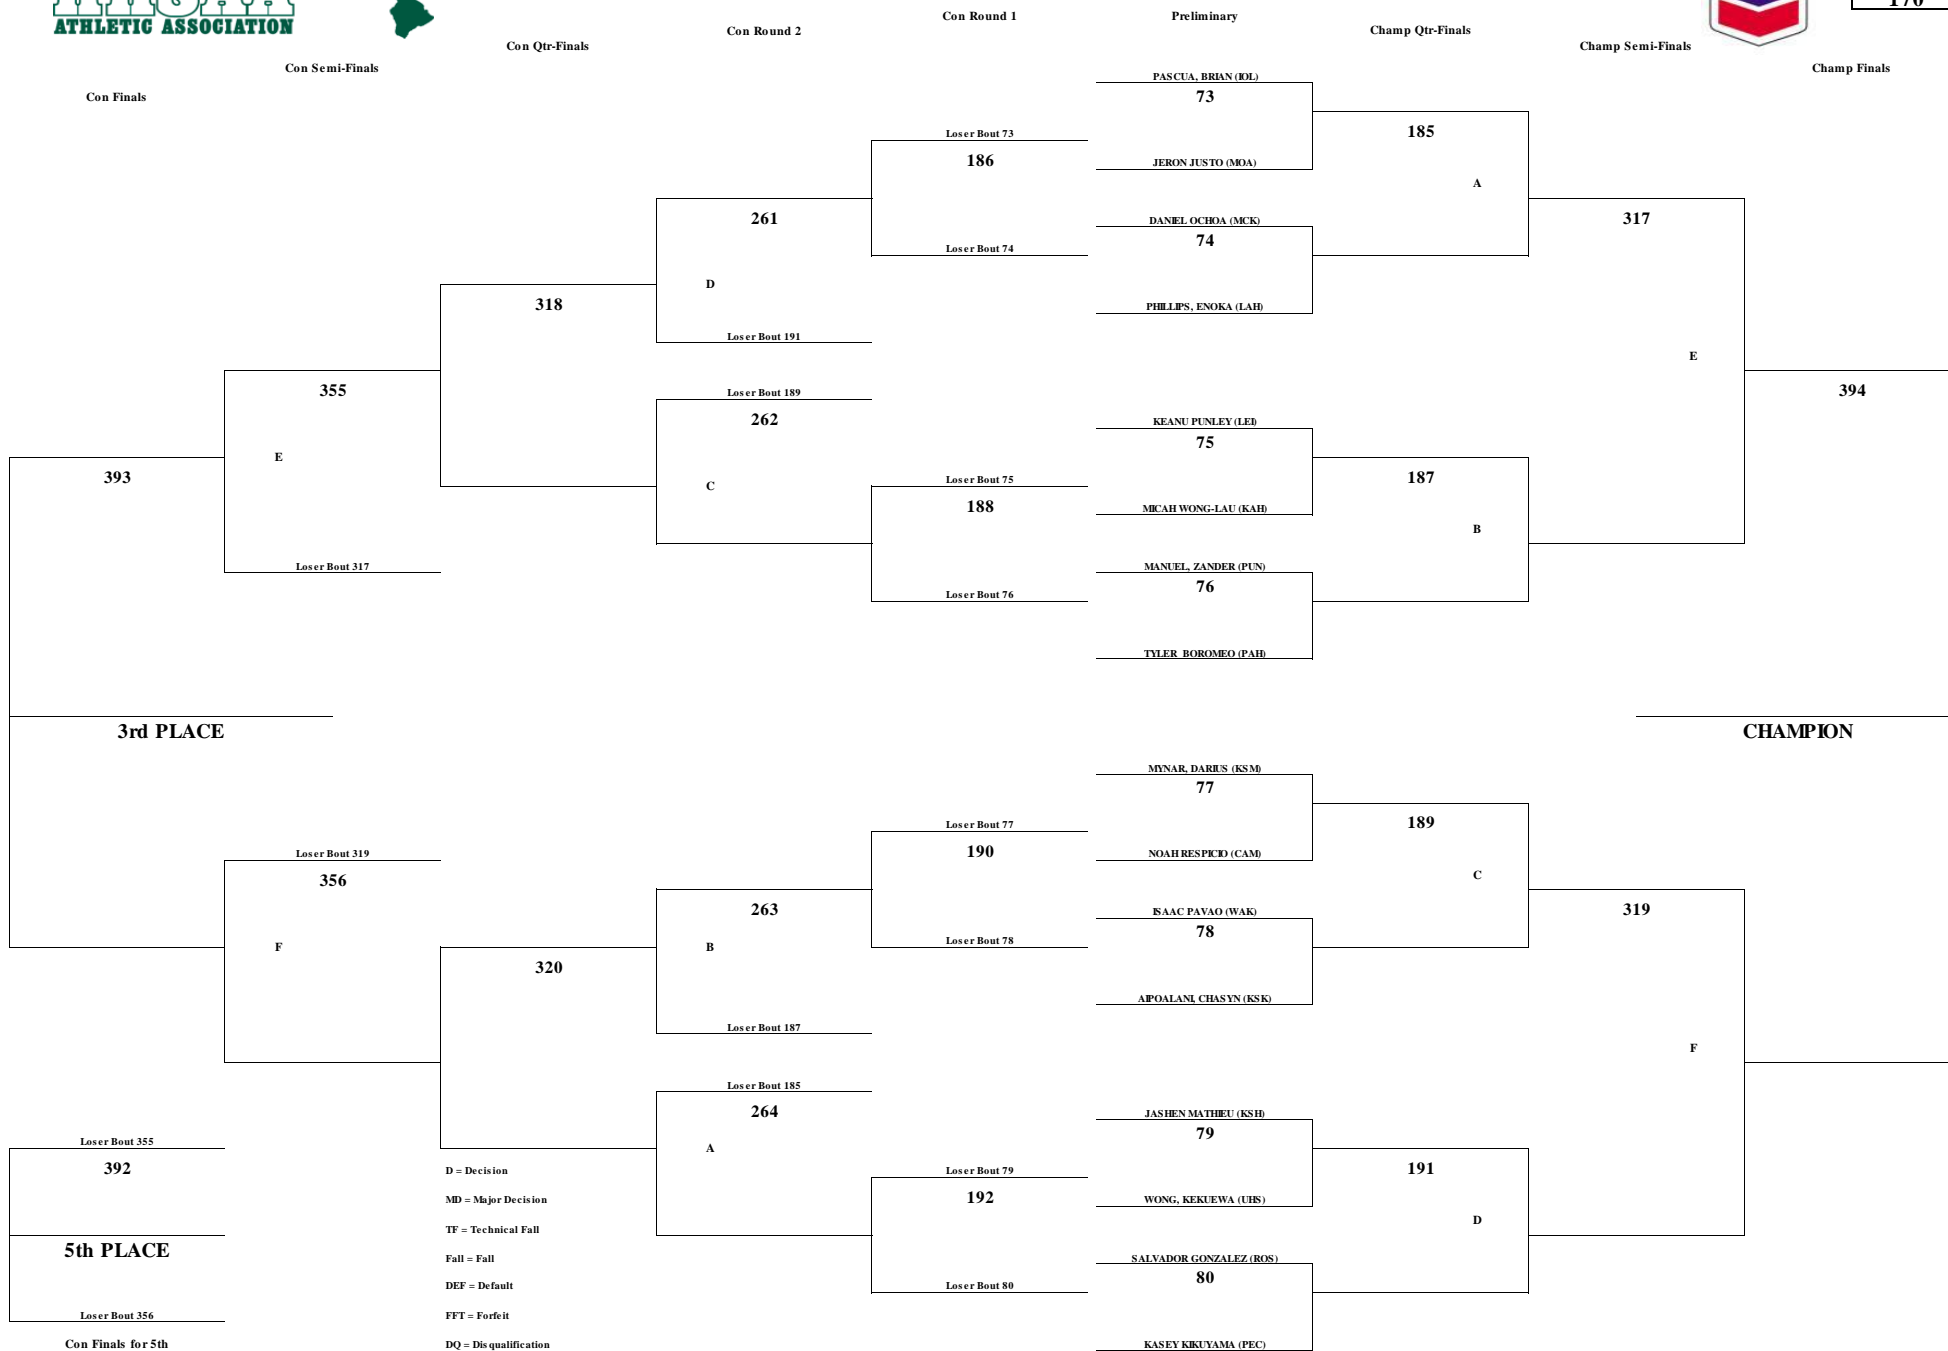 ATHLETIC ASSOCIATION
Con Finals
Con Semi-Finals
Con Qtr-Finals
Con Round 2
Con Round 1
Preliminary
Champ Qtr-Finals
Champ Semi-Finals
Champ Finals
PASCUA, BRIAN (IOL)
73
JERON JUSTO (MOA)
DANIEL OCHOA (MCK)
74
PHILLIPS, ENOKA (LAH)
KEANU PUNLEY (LEI)
75
MICAH WONG-LAU (KAH)
MANUEL, ZANDER (PUN)
76
TYLER BOROMEO (PAH)
MYNAR, DARIUS (KSM)
77
NOAH RESPICIO (CAM)
ISAAC PAVAO (WAK)
78
AIPOALANI, CHASYN (KSK)
JASHEN MATHIEU (KSH)
79
WONG, KEKUEWA (UHS)
SALVADOR GONZALEZ (ROS)
80
KASEY KIKUYAMA (PEC)
185
A
187
B
189
C
191
D
317
E
319
F
394
CHAMPION
Loser Bout 73
186
Loser Bout 74
Loser Bout 75
188
Loser Bout 76
Loser Bout 77
190
Loser Bout 78
Loser Bout 79
192
Loser Bout 80
261
D
Loser Bout 191
Loser Bout 189
262
C
263
B
Loser Bout 187
Loser Bout 185
264
A
318
320
355
E
Loser Bout 317
Loser Bout 319
356
F
393
3rd PLACE
Loser Bout 355
392
5th PLACE
Loser Bout 356
Con Finals for 5th
D = Decision
MD = Major Decision
TF = Technical Fall
Fall = Fall
DEF = Default
FFT = Forfeit
DQ = Disqualification